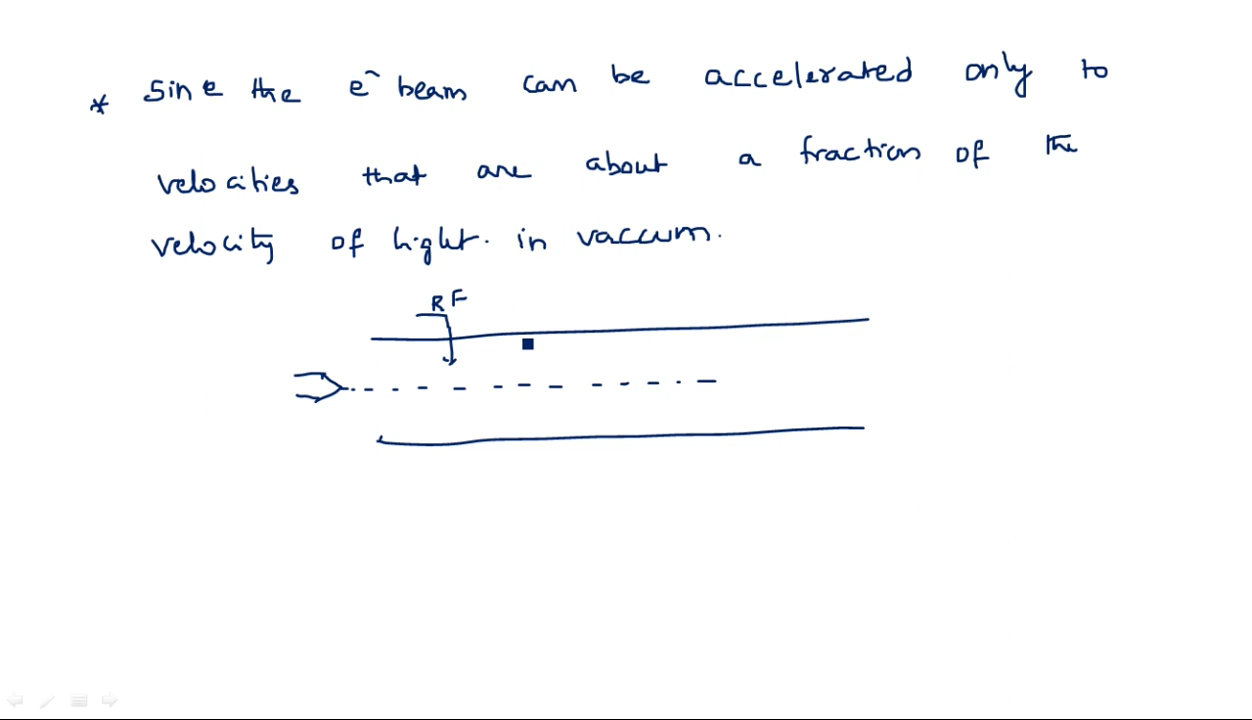 * Sine the e⁻ beam can be accelerated only to
velocities that are about a fraction of the
velocity of light. in vaccum.
RF